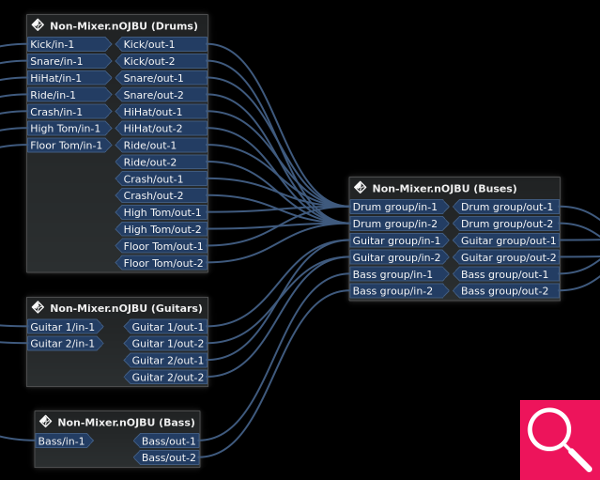 Non-Mixer.nOJBU (Drums)
Kick/in-1 Kick/out-1
Snare/in-1 Kick/out-2
HiHat/in-1 Snare/out-1
Ride/in-1 Snare/out-2
Crash/in-1 HiHat/out-1
High Tom/in-1 HiHat/out-2
Floor Tom/in-1 Ride/out-1
Ride/out-2
Crash/out-1
Crash/out-2
High Tom/out-1
High Tom/out-2
Floor Tom/out-1
Floor Tom/out-2
Non-Mixer.nOJBU (Buses)
Drum group/in-1 Drum group/out-1
Drum group/in-2 Drum group/out-2
Guitar group/in-1 Guitar group/out-1
Guitar group/in-2 Guitar group/out-2
Bass group/in-1 Bass group/out-1
Bass group/in-2 Bass group/out-2
Non-Mixer.nOJBU (Guitars)
Guitar 1/in-1 Guitar 1/out-1
Guitar 2/in-1 Guitar 1/out-2
Guitar 2/out-1
Guitar 2/out-2
Non-Mixer.nOJBU (Bass)
Bass/in-1 Bass/out-1
Bass/out-2